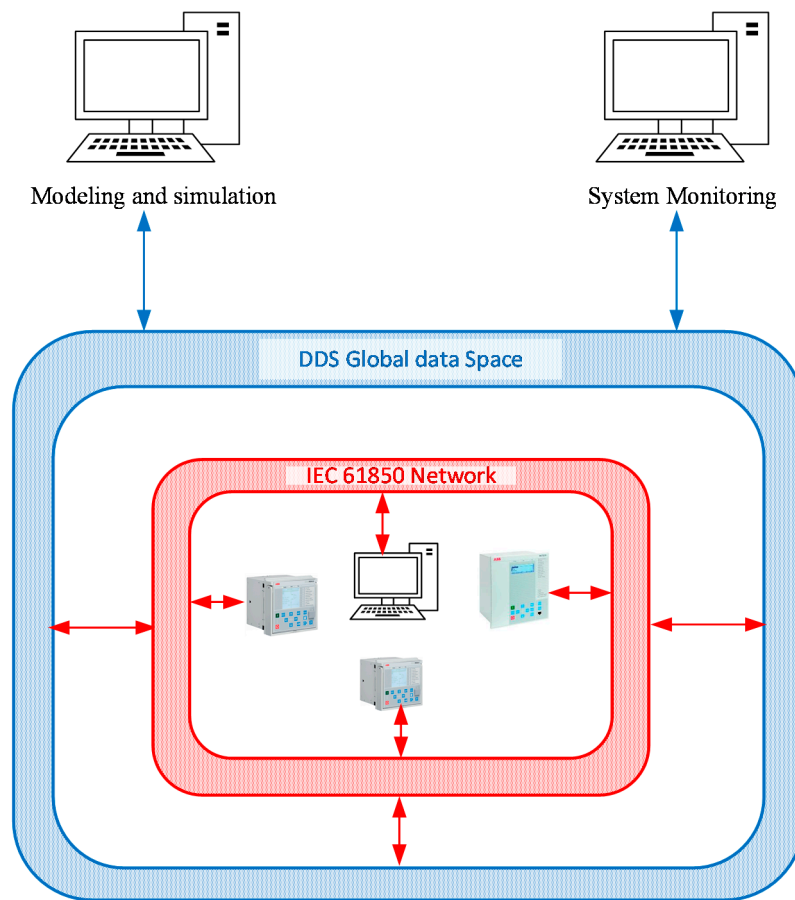 Modeling and simulation
System Monitoring
DDS Global data Space
IEC 61850 Network